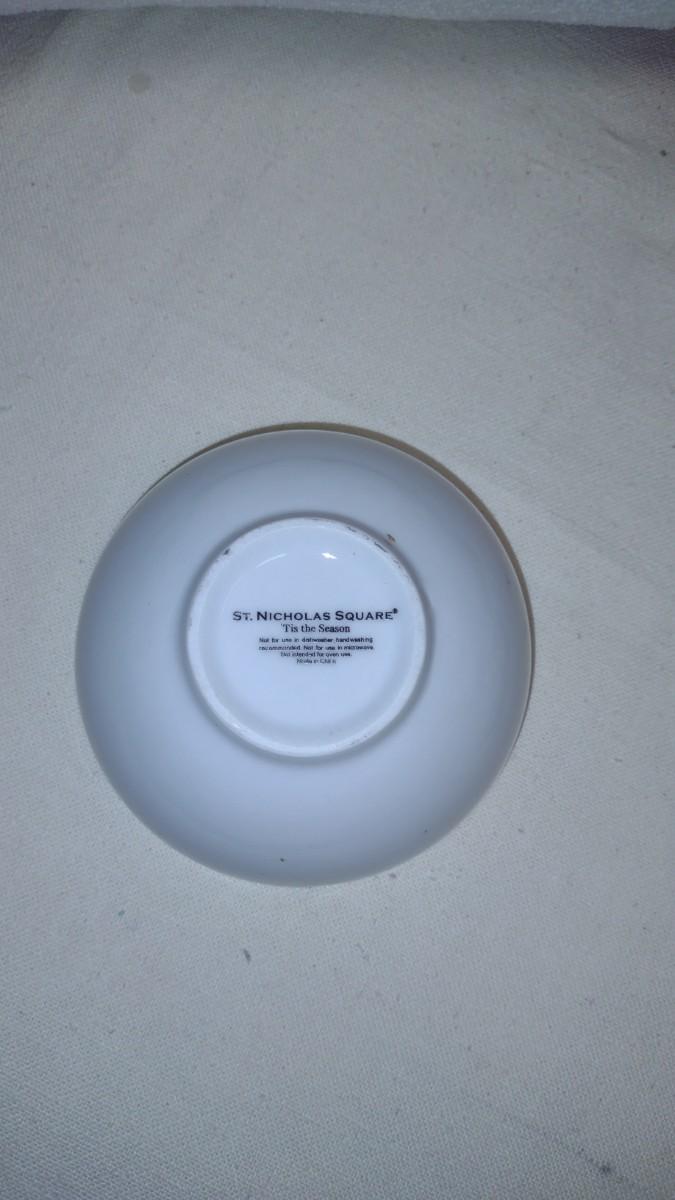 ST. NICHOLAS SQUARE®
'Tis the Season
Not for use in dishwasher handwashing
recommended. Not for use in microwave.
Not intended for oven use.
Made in China